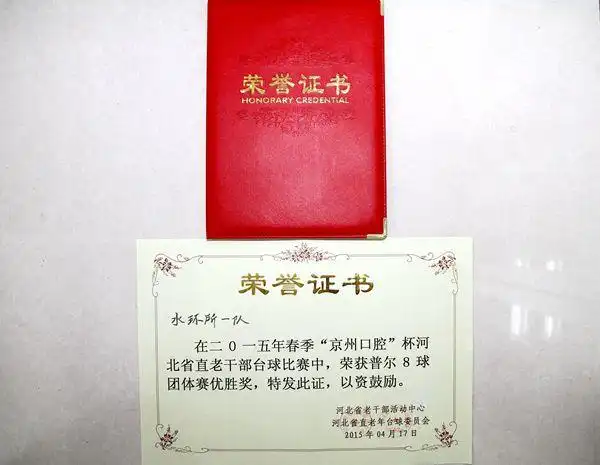 荣誉证书
HONORARY CREDENTIAL
荣誉证书
水环所一队
在二0一五年春季“京州口腔”杯河
北省直老干部台球比赛中，荣获普尔8球
团体赛优胜奖，特发此证，以资鼓励。
河北省老干部活动中心
河北省直老年台球委员会
2015年04月17日